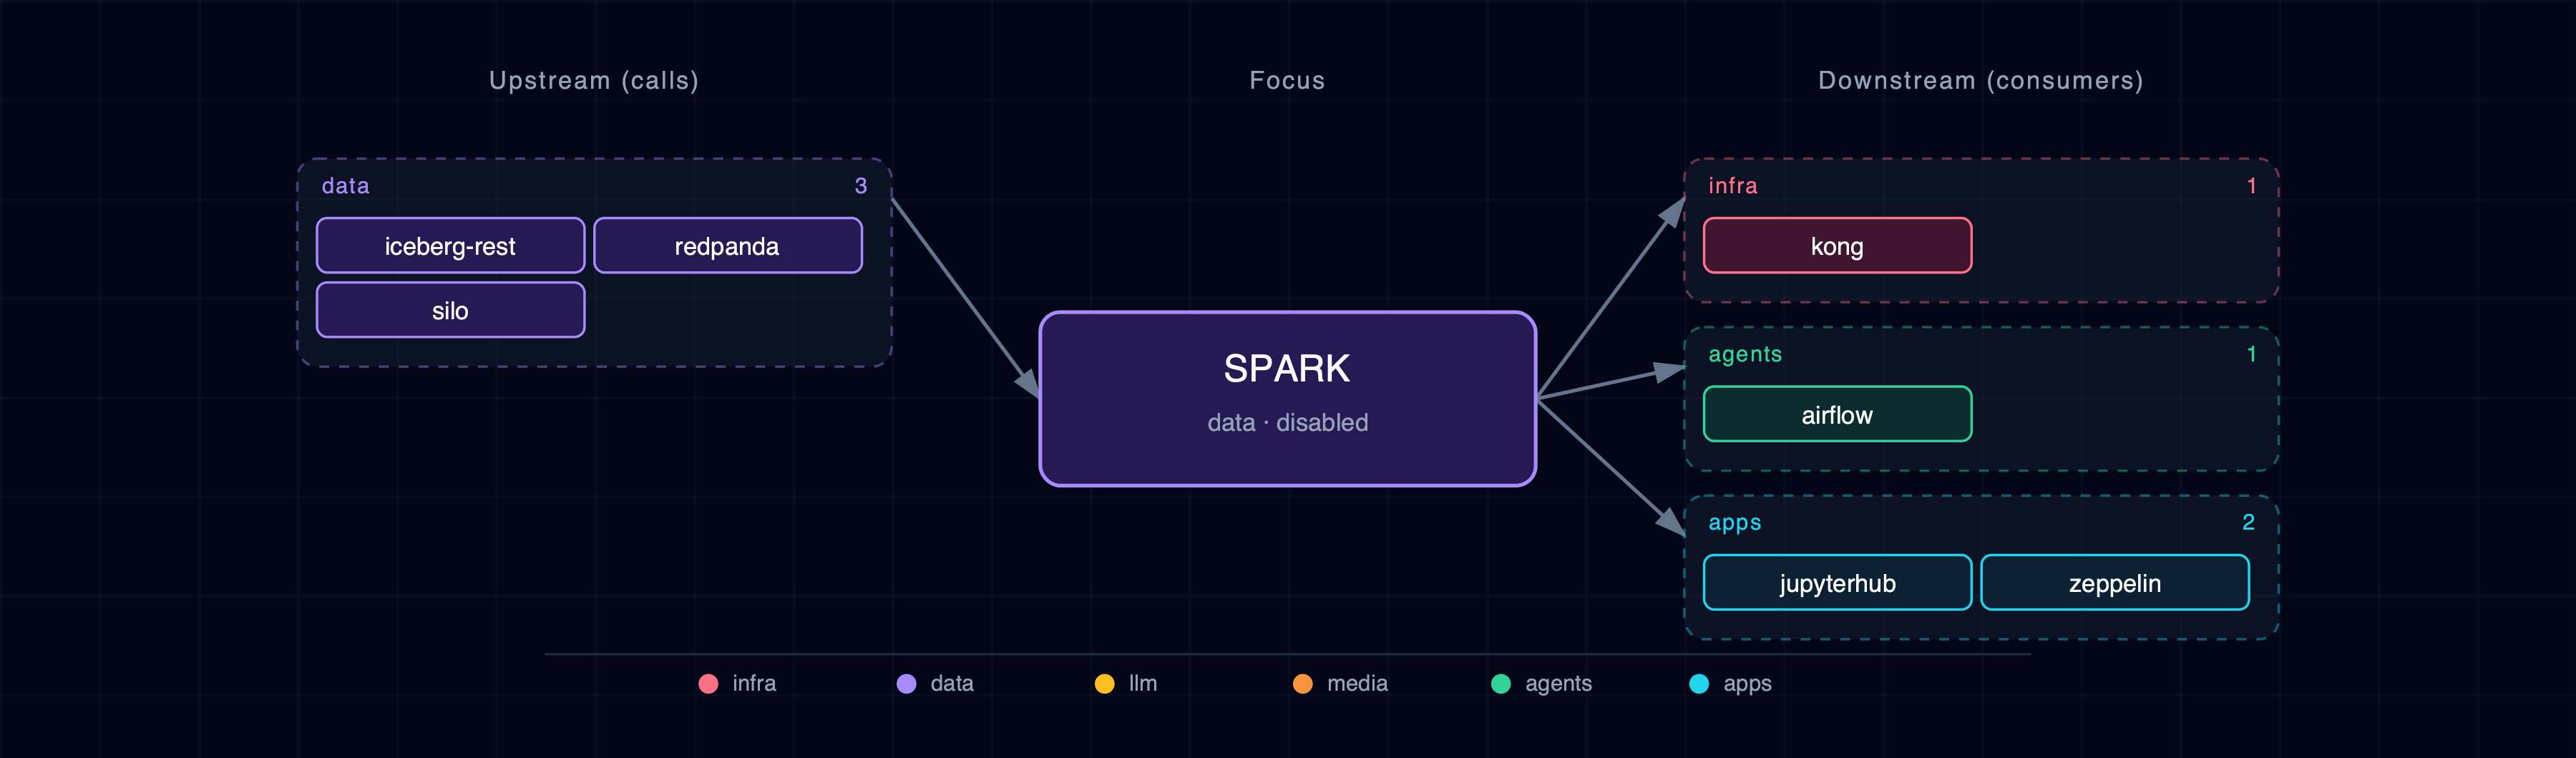 Upstream (calls)
Focus
Downstream (consumers)
data 3
iceberg-rest redpanda
silo
SPARK
data · disabled
infra 1
kong
agents 1
airflow
apps 2
jupyterhub zeppelin
infra data llm media agents apps